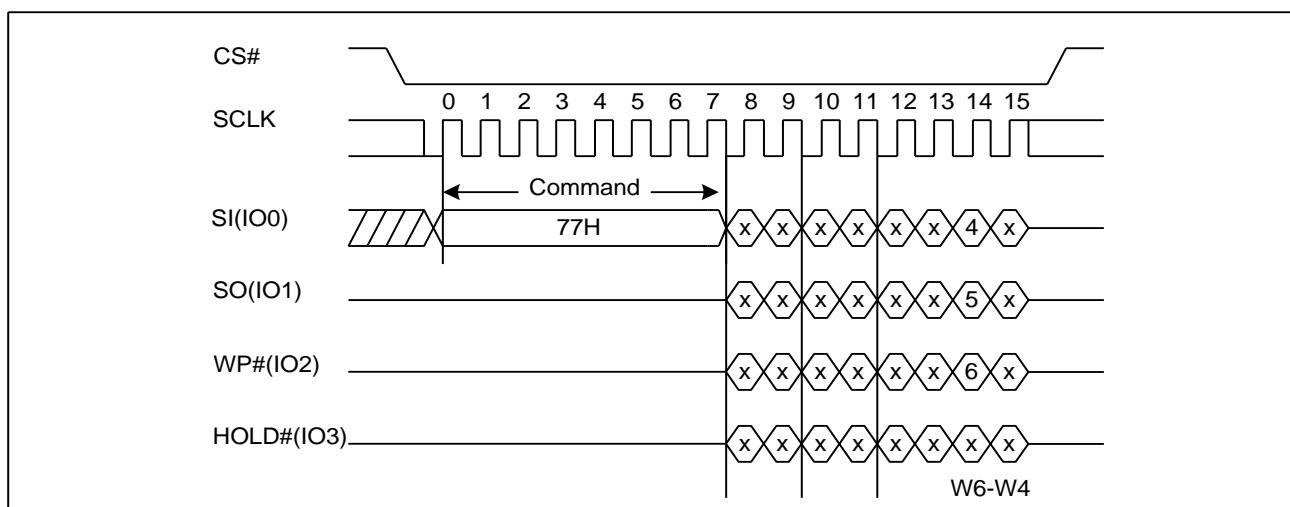 CS#
0 1 2 3 4 5 6 7 8 9 10 11 12 13 14 15
SCLK
Command
SI(IO0) 77H x x x x x x 4 x
SO(IO1) x x x x x x 5 x
WP#(IO2) x x x x x x 6 x
HOLD#(IO3) x x x x x x x x
W6-W4